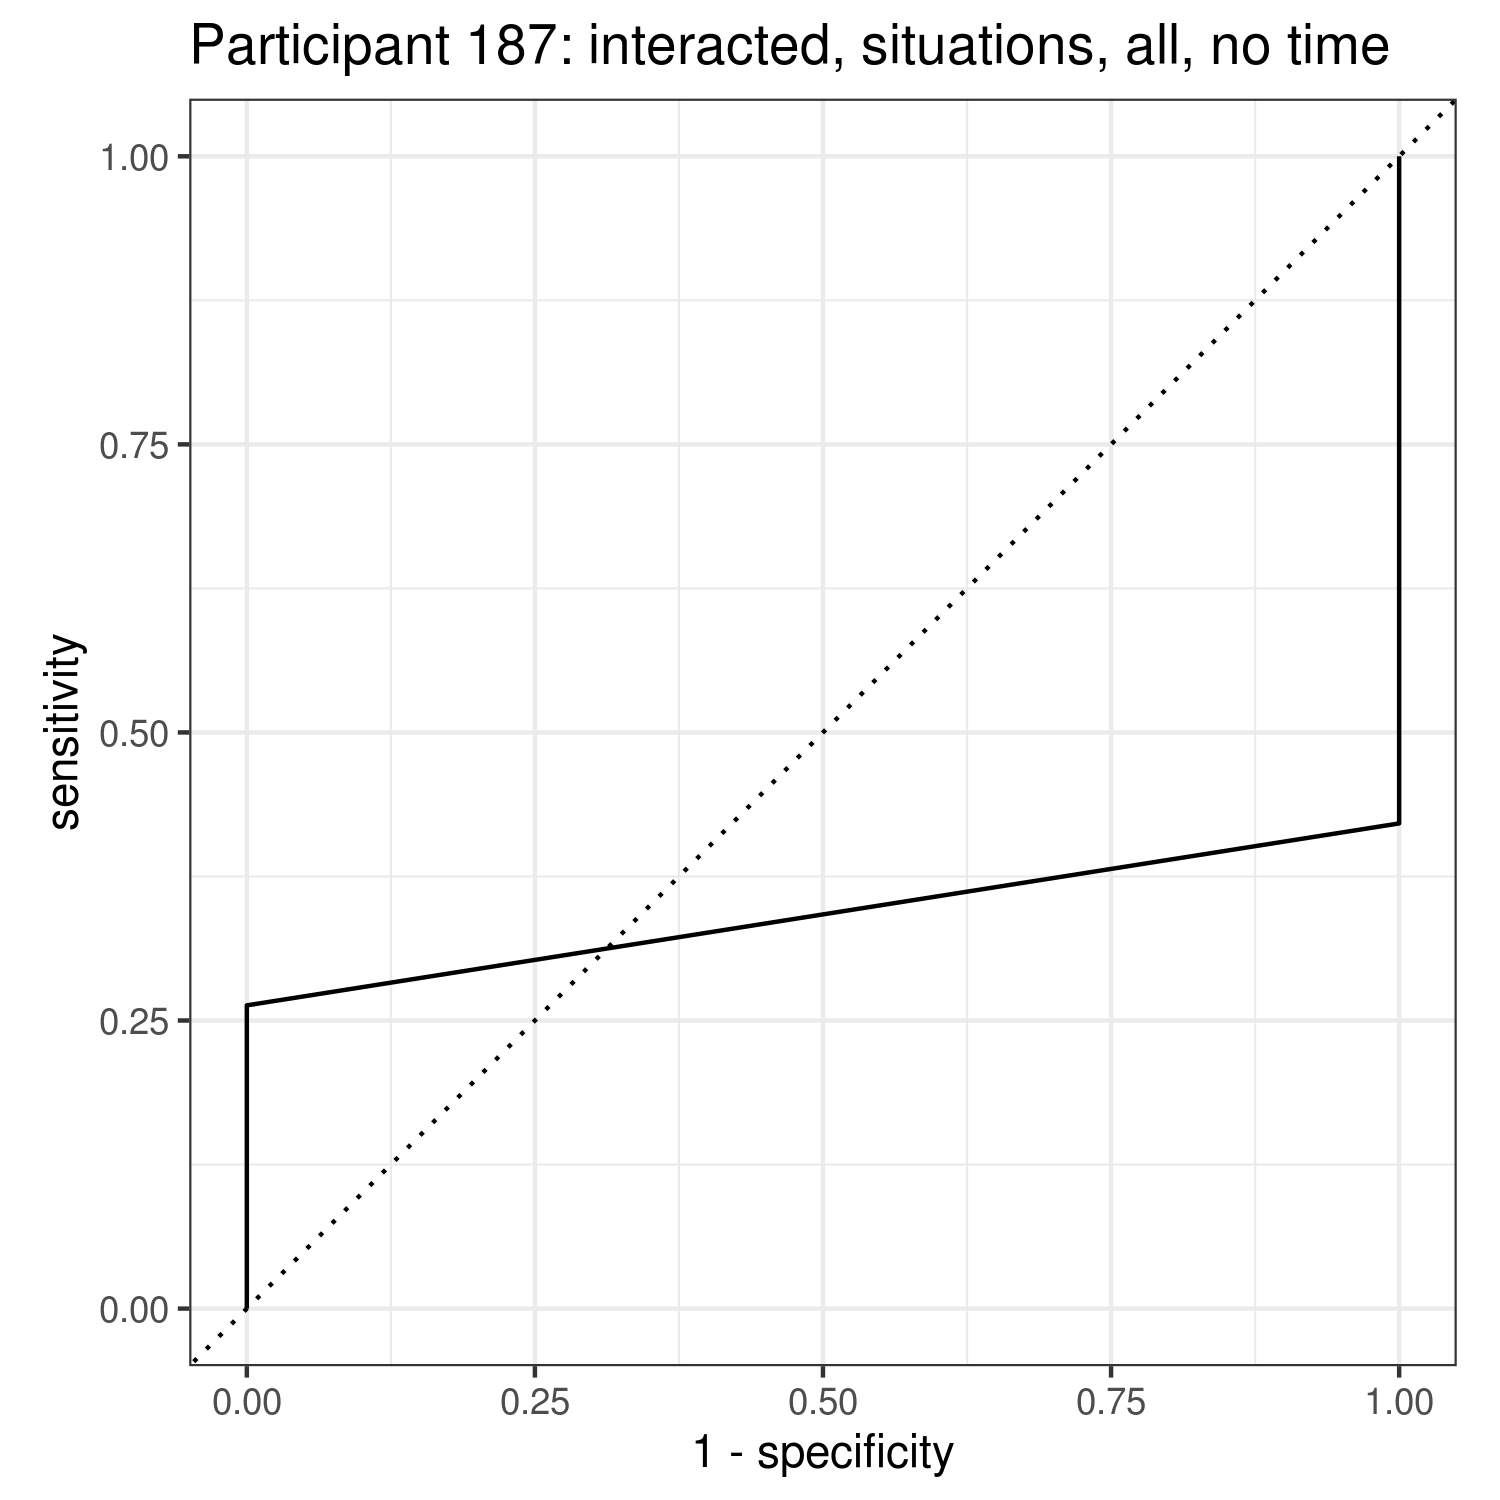 Participant 187: interacted, situations, all, no time
1.00
0.75
0.50
0.25
0.00
sensitivity
0.00 0.25 0.50 0.75 1.00
1 - specificity